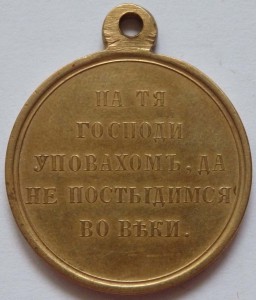 НА ТЯ
ГОСПОДИ
УПОВАХОМЪ, ДА
НЕ ПОСТЫДИМСЯ
ВО ВѢКИ.